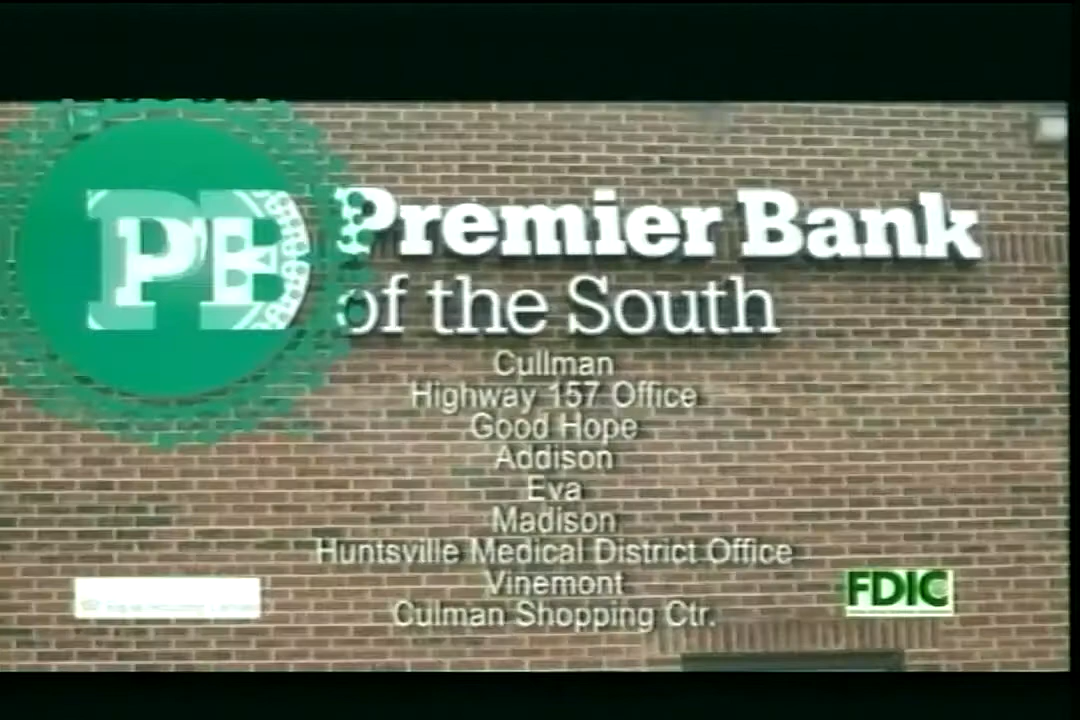 PB
Premier Bank
of the South
Cullman
Highway 157 Office
Good Hope
Addison
Eva
Madison
Huntsville Medical District Office
Vinemont
Culman Shopping Ctr.
FDIC